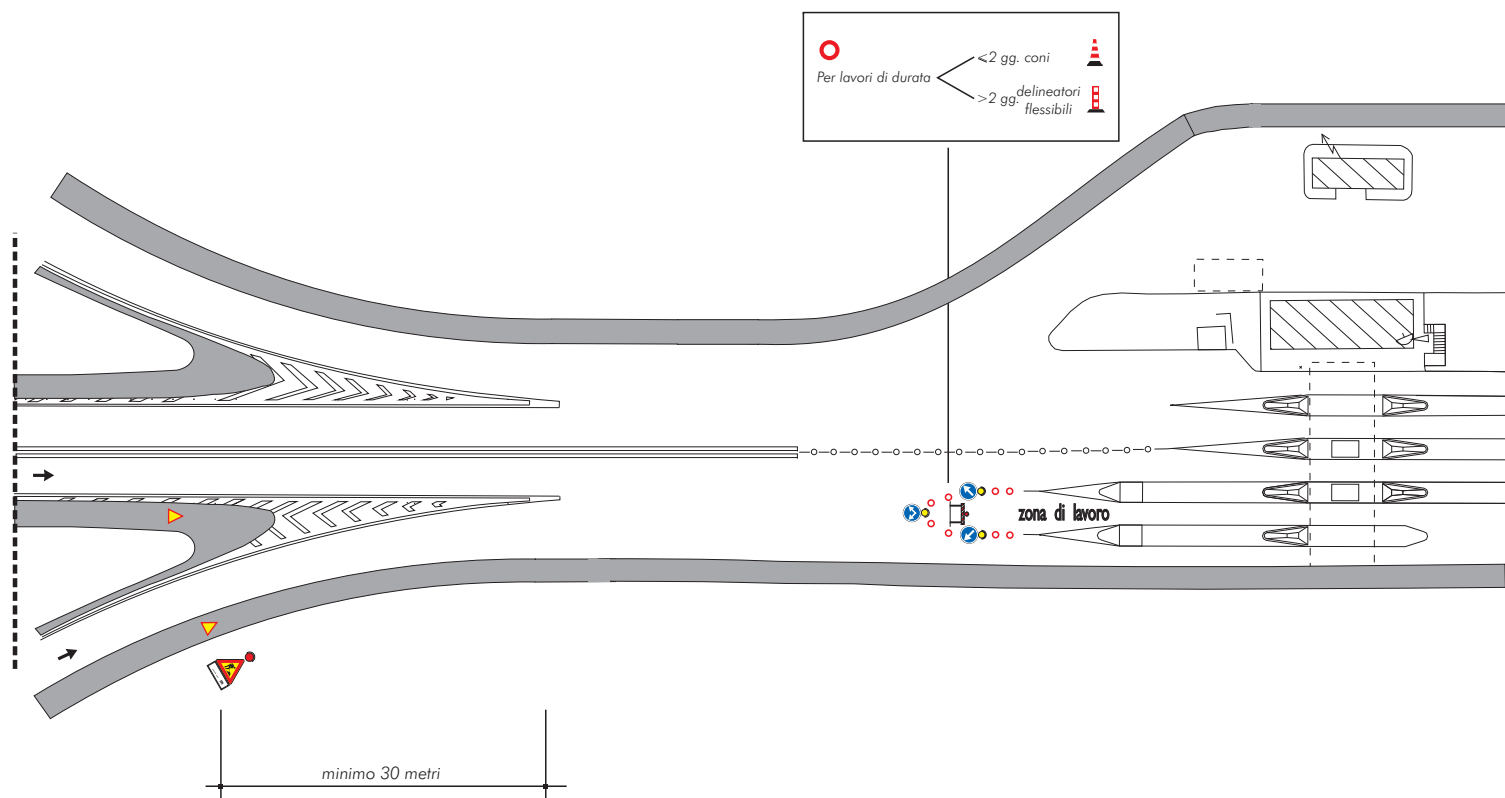 ≤2 gg. coni
Per lavori di durata
>2 gg. delineatori
flessibili
zona di lavoro
minimo 30 metri